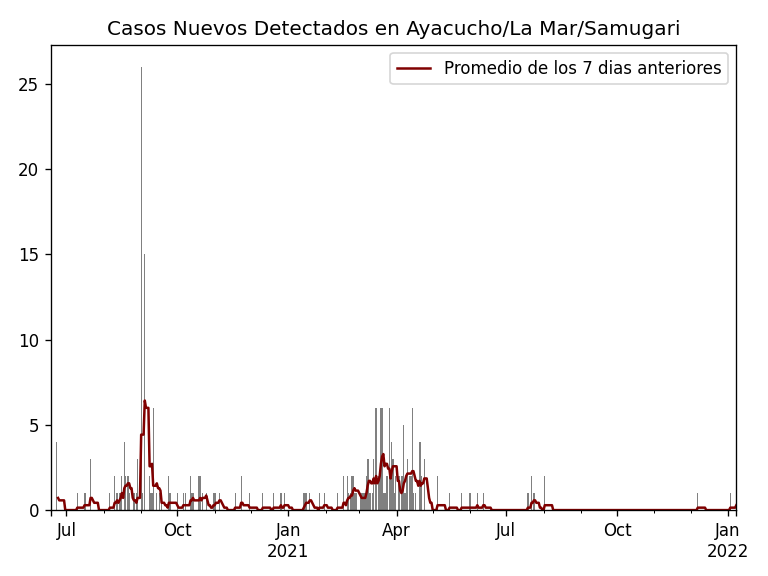 Casos Nuevos Detectados en Ayacucho/La Mar/Samugari
Promedio de los 7 dias anteriores
25
20
15
10
5
0
Jul Oct Jan Apr Jul Oct Jan
2021 2022